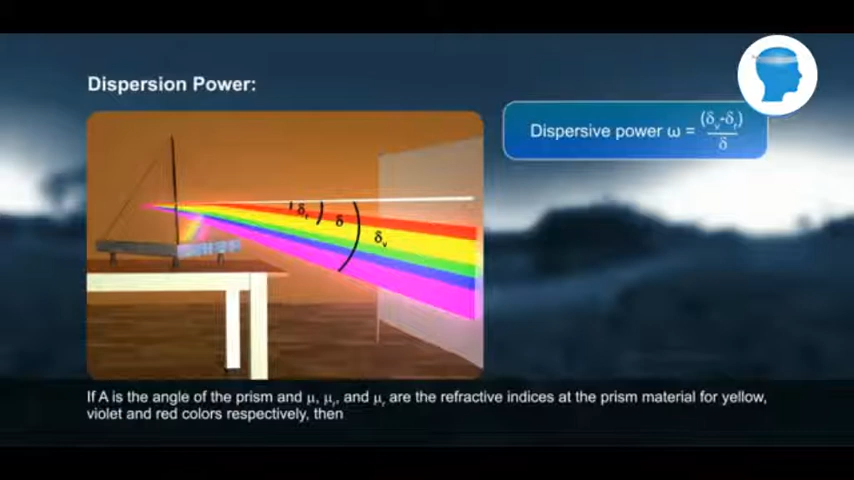 Dispersion Power:
Dispersive power ω = (δᵥ-δᵣ)/δ
δᵣ
δ
δᵥ
If A is the angle of the prism and μ, μᵣ, and μᵣ are the refractive indices at the prism material for yellow,
violet and red colors respectively, then